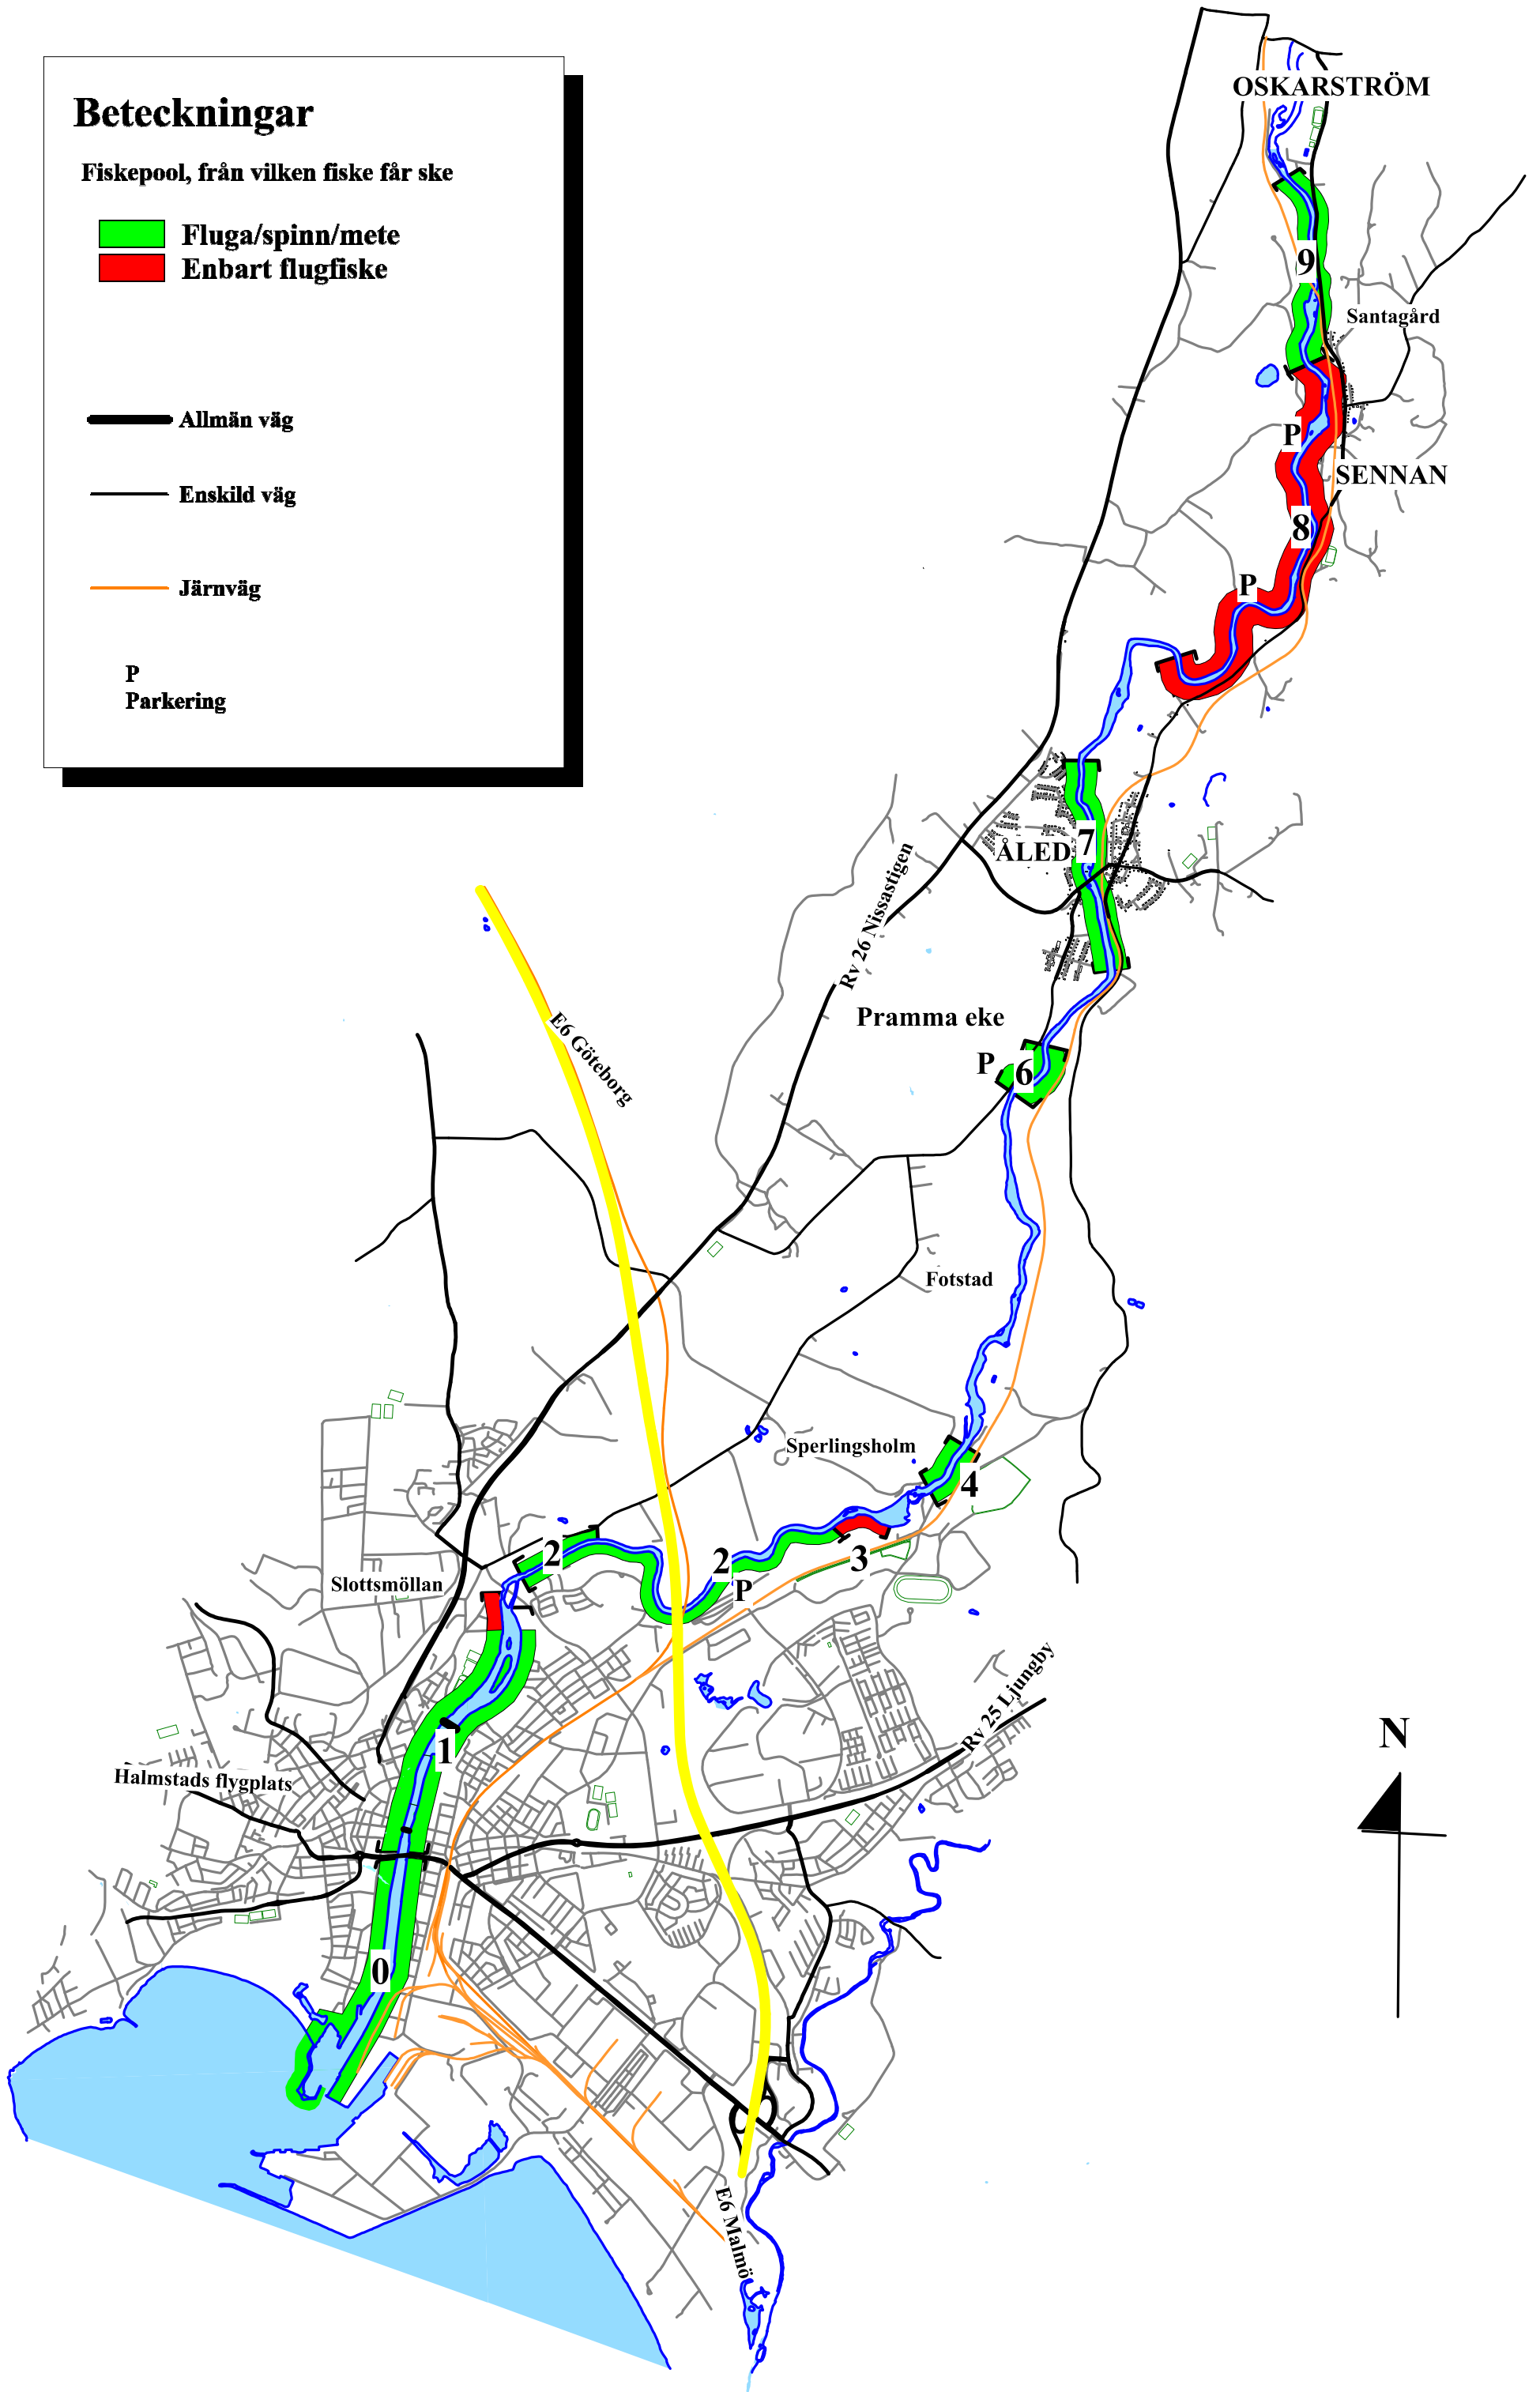 Beteckningar
Fiskepool, från vilken fiske får ske
Fluga/spinn/mete
Enbart flugfiske
Allmän väg
Enskild väg
Järnväg
P
Parkering
OSKARSTRÖM
9
Santagård
P
SENNAN
8
P
7
ÅLED
Rv 26 Nissastigen
Pramma eke
P
6
E6 Göteborg
Fotstad
Sperlingsholm
4
2
2
3
P
Slottsmöllan
Rv 25 Ljungby
N
1
Halmstads flygplats
0
E6 Malmö